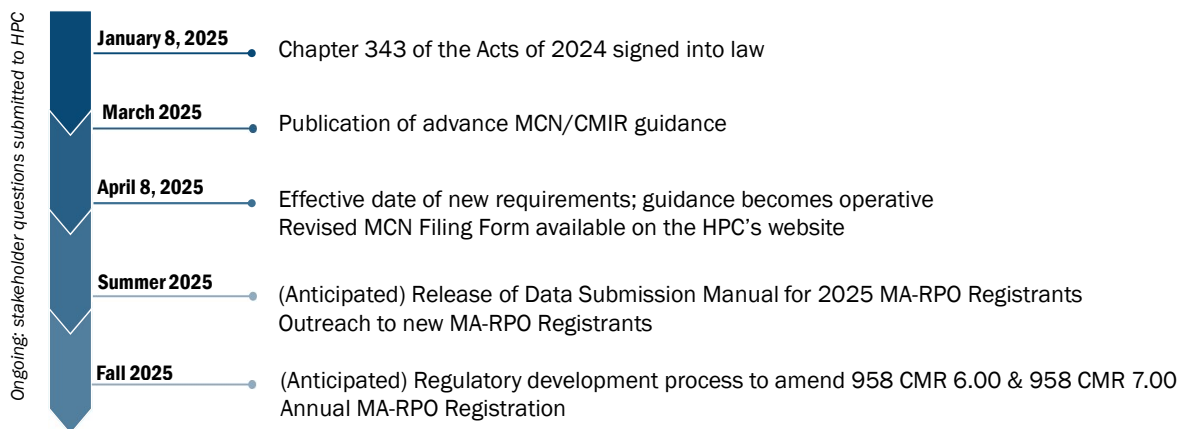 Ongoing: stakeholder questions submitted to HPC
January 8, 2025
Chapter 343 of the Acts of 2024 signed into law
March 2025
Publication of advance MCN/CMIR guidance
April 8, 2025
Effective date of new requirements; guidance becomes operative
Revised MCN Filing Form available on the HPC's website
Summer 2025
(Anticipated) Release of Data Submission Manual for 2025 MA-RPO Registrants
Outreach to new MA-RPO Registrants
Fall 2025
(Anticipated) Regulatory development process to amend 958 CMR 6.00 & 958 CMR 7.00
Annual MA-RPO Registration